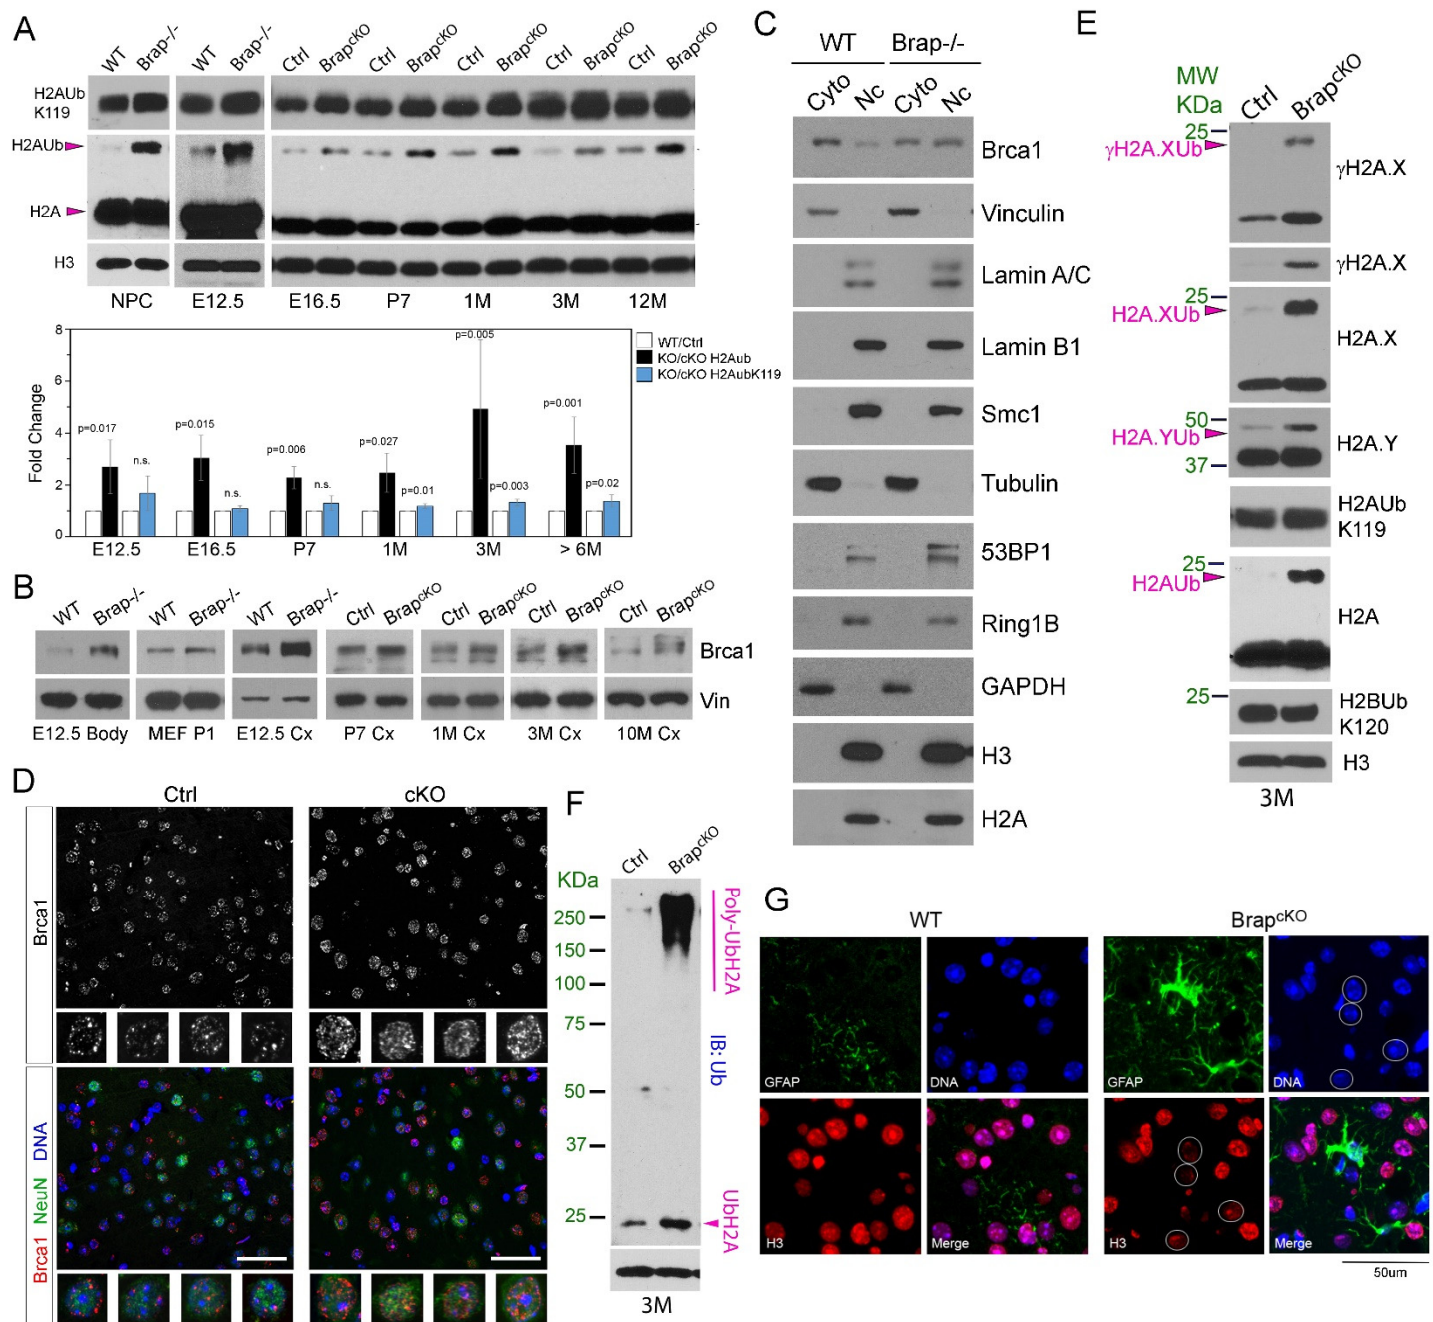 A
WT Brap-/- WT Brap-/- Ctrl BrapcKO Ctrl BrapcKO Ctrl BrapcKO Ctrl BrapcKO Ctrl BrapcKO
H2AUb
K119
H2AUb
H2A
H3
NPC E12.5 E16.5 P7 1M 3M 12M
Fold Change
8
6
4
2
0
p=0.017 n.s. p=0.015 n.s. p=0.006 n.s. p=0.027 p=0.01 p=0.005 p=0.003 p=0.001 p=0.02
WT/Ctrl
KO/cKO H2Aub
KO/cKO H2AubK119
E12.5 E16.5 P7 1M 3M > 6M
B
WT Brap-/- WT Brap-/- WT Brap-/- Ctrl BrapcKO Ctrl BrapcKO Ctrl BrapcKO Ctrl BrapcKO
Brca1
Vin
E12.5 Body MEF P1 E12.5 Cx P7 Cx 1M Cx 3M Cx 10M Cx
C
WT Brap-/-
Cyto Nc Cyto Nc
Brca1
Vinculin
Lamin A/C
Lamin B1
Smc1
Tubulin
53BP1
Ring1B
GAPDH
H3
H2A
D
Ctrl cKO
Brca1
Brca1 NeuN DNA
E
MW
KDa
Ctrl BrapcKO
25
γH2A.XUb
γH2A.X
γH2A.X
25
H2A.XUb
H2A.X
50
H2A.YUb
H2A.Y
37
H2AUb
K119
25
H2AUb
H2A
25
H2BUb
K120
H3
3M
F
Ctrl BrapcKO
KDa
250
150
100
75
50
37
25
Poly-UbH2A
IB: Ub
UbH2A
3M
G
WT BrapcKO
GFAP DNA GFAP DNA
H3 Merge H3 Merge
50um